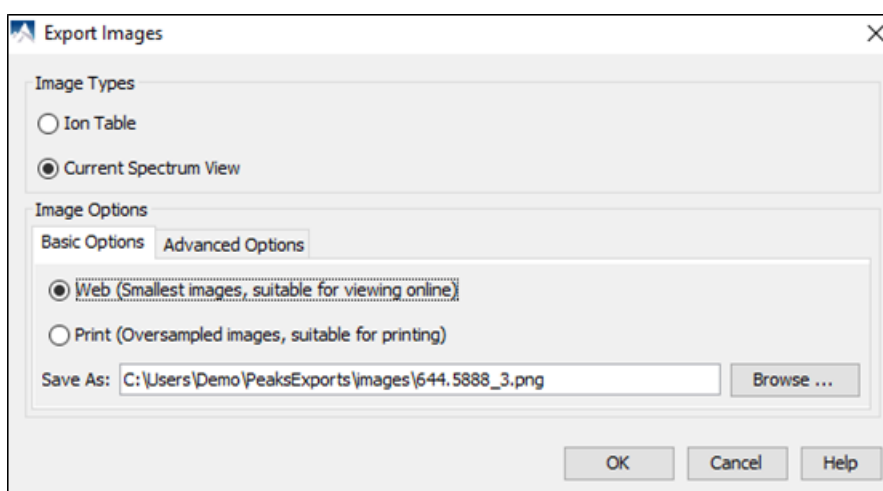 Export Images
Image Types
Ion Table
Current Spectrum View
Image Options
Basic Options Advanced Options
Web (Smallest images, suitable for viewing online)
Print (Oversampled images, suitable for printing)
Save As: C:\Users\Demo\PeaksExports\images\644.5888_3.png Browse ...
OK Cancel Help